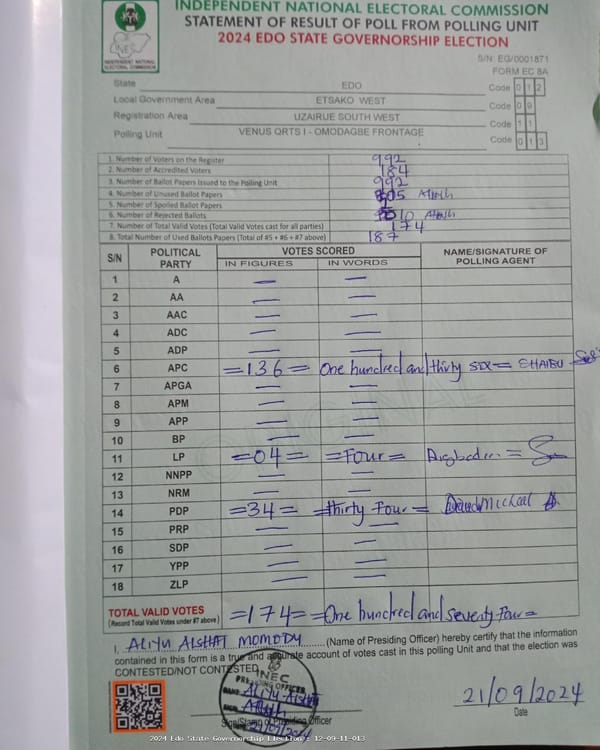 INDEPENDENT NATIONAL ELECTORAL COMMISSION
STATEMENT OF RESULT OF POLL FROM POLLING UNIT
2024 EDO STATE GOVERNORSHIP ELECTION
INEC
INDEPENDENT NATIONAL ELECTORAL COMMISSION
S/N: EG/0001871
FORM EC 8A
State EDO Code 0 1 2
Local Government Area ETSAKO WEST Code 0 9
Registration Area UZAIRUE SOUTH WEST Code 1 1
Polling Unit VENUS QRTS I - OMODAGBE FRONTAGE Code 0 1 3
1. Number of Voters on the Register 992
2. Number of Accredited Voters 184
3. Number of Ballot Papers Issued to the Polling Unit 992
4. Number of Unused Ballot Papers
5. Number of Spoiled Ballot Papers
6. Number of Rejected Ballots 10
7. Number of Total Valid Votes (Total Valid Votes cast for all parties) 174
8. Total Number of Used Ballots Papers (Total of #5 + #6 + #7 above) 187
S/N POLITICAL PARTY VOTES SCORED NAME/SIGNATURE OF POLLING AGENT
IN FIGURES IN WORDS
1 A — —
2 AA — —
3 AAC — —
4 ADC — —
5 ADP — —
6 APC =136= One hundred and thirty six= SHAIBU
7 APGA — —
8 APM — —
9 APP — —
10 BP — —
11 LP =04= =Four=
12 NNPP — —
13 NRM — —
14 PDP =34= =thirty Four= David Micheal
15 PRP — —
16 SDP — —
17 YPP — —
18 ZLP — —
TOTAL VALID VOTES =174= =One hundred and seventy Four=
(Record Total Valid Votes under #7 above)
I, ALIYU ALSHAT MOMODY (Name of Presiding Officer) hereby certify that the information
contained in this form is a true and accurate account of votes cast in this polling Unit and that the election was
CONTESTED/NOT CONTESTED
INEC
PRESIDING OFFICER
21/09/2024
Sign/Stamp of Presiding Officer
21/09/2024
Date
2024 Edo State Governorship Election - 12-09-11-013